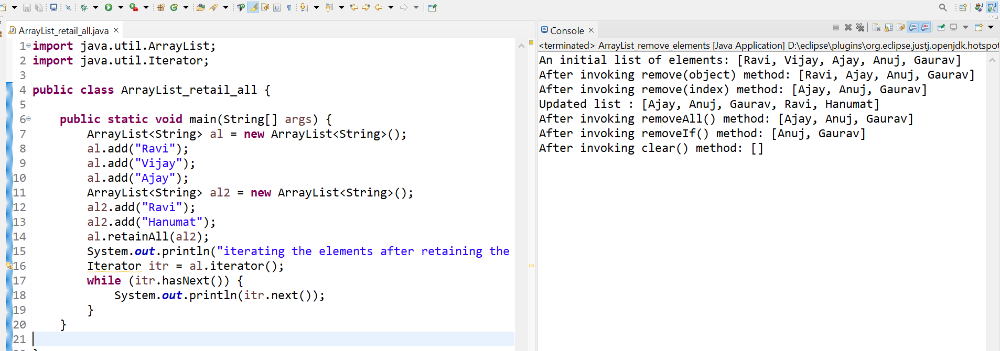 ArrayList_retail_all.java
1 import java.util.ArrayList;
2 import java.util.Iterator;
3
4 public class ArrayList_retail_all {
5
6 public static void main(String[] args) {
7 ArrayList<String> al = new ArrayList<String>();
8 al.add("Ravi");
9 al.add("Vijay");
10 al.add("Ajay");
11 ArrayList<String> al2 = new ArrayList<String>();
12 al2.add("Ravi");
13 al2.add("Hanumat");
14 al.retainAll(al2);
15 System.out.println("iterating the elements after retaining the
16 Iterator itr = al.iterator();
17 while (itr.hasNext()) {
18 System.out.println(itr.next());
19 }
20 }
21
Console
<terminated> ArrayList_remove_elements [Java Application] D:\eclipse\plugins\org.eclipse.justj.openjdk.hotspot
An initial list of elements: [Ravi, Vijay, Ajay, Anuj, Gaurav]
After invoking remove(object) method: [Ravi, Ajay, Anuj, Gaurav]
After invoking remove(index) method: [Ajay, Anuj, Gaurav]
Updated list : [Ajay, Anuj, Gaurav, Ravi, Hanumat]
After invoking removeAll() method: [Ajay, Anuj, Gaurav]
After invoking removeIf() method: [Anuj, Gaurav]
After invoking clear() method: []